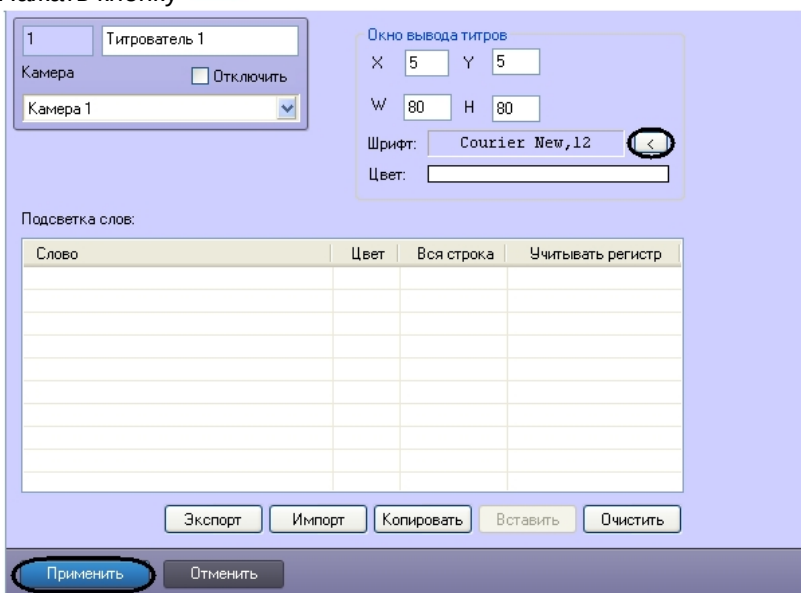 Нажать кнопку
1 Титрователь 1
Камера Отключить
Камера 1
Окно вывода титров
X 5 Y 5
W 80 H 80
Шрифт: Courier New,12 <
Цвет:
Подсветка слов:
Слово Цвет Вся строка Учитывать регистр
Экспорт Импорт Копировать Вставить Очистить
Применить Отменить